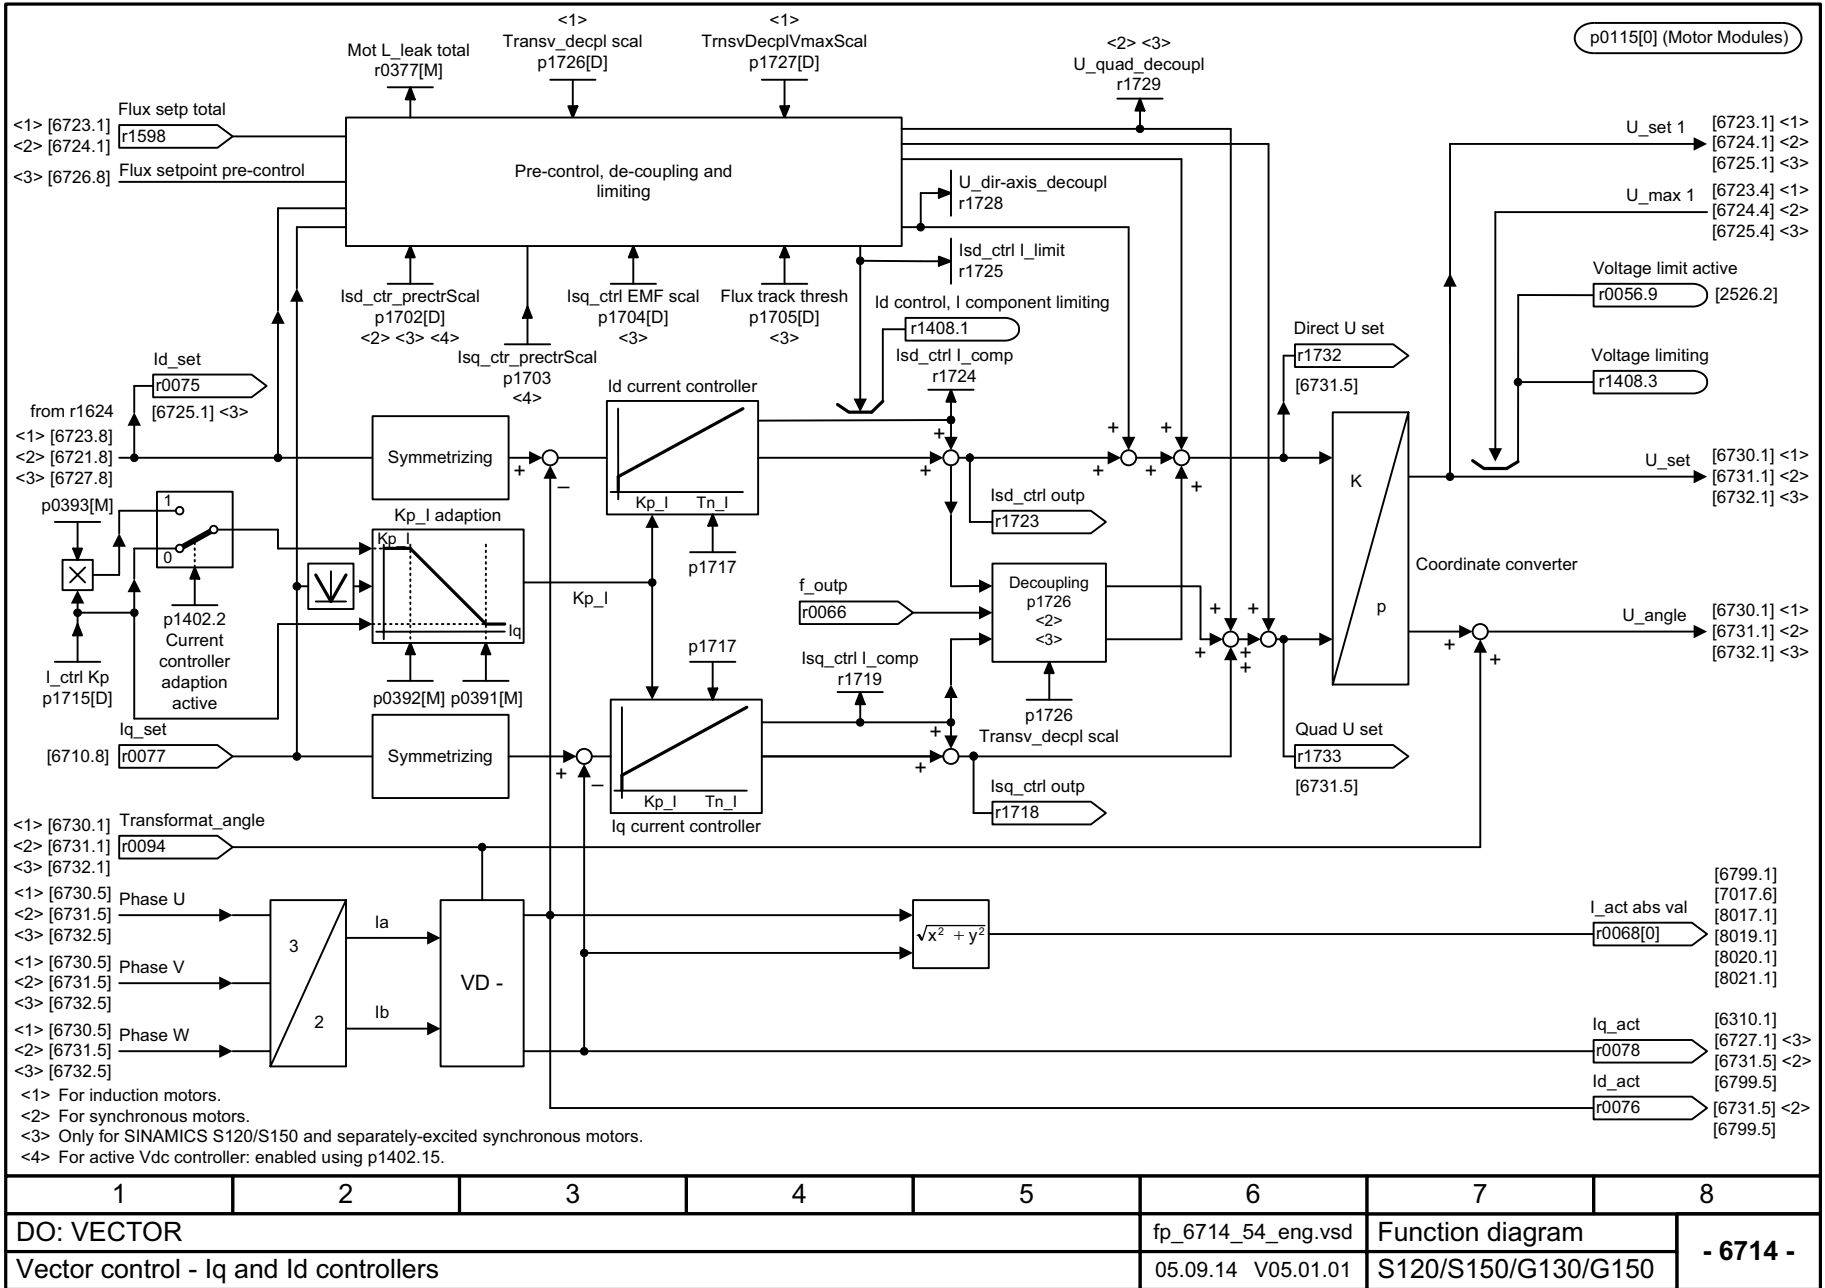 <1>
Transv_decpl scal
p1726[D]
<1>
TrnsvDecplVmaxScal
p1727[D]
Mot L_leak total
r0377[M]
<2> <3>
U_quad_decoupl
r1729
p0115[0] (Motor Modules)
Flux setp total
<1> [6723.1]
<2> [6724.1]
r1598
<3> [6726.8]
Flux setpoint pre-control
Pre-control, de-coupling and
limiting
U_set 1
[6723.1] <1>
[6724.1] <2>
[6725.1] <3>
U_max 1
[6723.4] <1>
[6724.4] <2>
[6725.4] <3>
U_dir-axis_decoupl
r1728
Isd_ctrl I_limit
r1725
Isd_ctr_prectrScal
p1702[D]
<2> <3> <4>
Isq_ctr_prectrScal
p1703
<4>
Isq_ctrl EMF scal
p1704[D]
<3>
Flux track thresh
p1705[D]
<3>
Id control, I component limiting
r1408.1
Isd_ctrl I_comp
r1724
Voltage limit active
r0056.9
[2526.2]
Voltage limiting
r1408.3
Direct U set
r1732
[6731.5]
Id_set
r0075
[6725.1] <3>
from r1624
<1> [6723.8]
<2> [6721.8]
<3> [6727.8]
Symmetrizing
+
–
Id current controller
Kp_I
Tn_I
p1717
+
+
+
+
+
+
+
Isd_ctrl outp
r1723
K
p
Coordinate converter
U_set
[6730.1] <1>
[6731.1] <2>
[6732.1] <3>
p0393[M]
1
0
p1402.2
Current
controller
adaption
active
I_ctrl Kp
p1715[D]
Kp_I adaption
Kp_I
Iq
p0392[M]
p0391[M]
Kp_I
f_outp
r0066
Decoupling
p1726
<2>
<3>
p1726
Transv_decpl scal
+
+
+
+
+
+
U_angle
[6730.1] <1>
[6731.1] <2>
[6732.1] <3>
+
+
p1717
Isq_ctrl I_comp
r1719
Iq_set
[6710.8]
r0077
Symmetrizing
+
–
Kp_I
Tn_I
Iq current controller
+
+
Isq_ctrl outp
r1718
Quad U set
r1733
[6731.5]
<1> [6730.1]
<2> [6731.1]
<3> [6732.1]
Transformat_angle
r0094
<1> [6730.5]
<2> [6731.5]
<3> [6732.5]
Phase U
<1> [6730.5]
<2> [6731.5]
<3> [6732.5]
Phase V
<1> [6730.5]
<2> [6731.5]
<3> [6732.5]
Phase W
3
2
Ia
Ib
VD -
√x² + y²
I_act abs val
r0068[0]
[6799.1]
[7017.6]
[8017.1]
[8019.1]
[8020.1]
[8021.1]
Iq_act
r0078
[6310.1]
[6727.1] <3>
[6731.5] <2>
[6799.5]
Id_act
r0076
[6731.5] <2>
[6799.5]
<1> For induction motors.
<2> For synchronous motors.
<3> Only for SINAMICS S120/S150 and separately-excited synchronous motors.
<4> For active Vdc controller: enabled using p1402.15.
1 2 3 4 5 6 7 8
DO: VECTOR
fp_6714_54_eng.vsd
Function diagram
- 6714 -
Vector control - Iq and Id controllers
05.09.14 V05.01.01
S120/S150/G130/G150